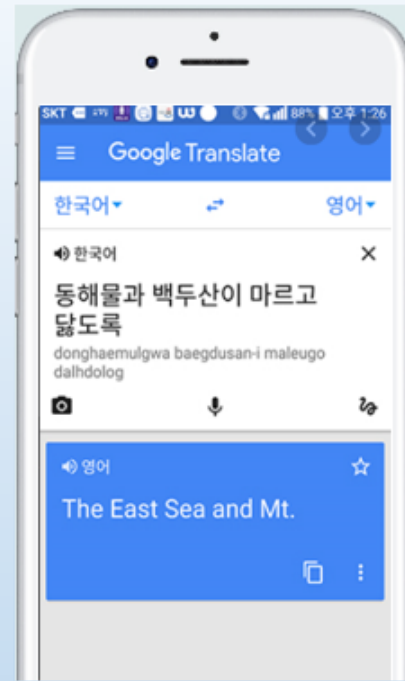 SKT 88% 오후 1:26
Google Translate
한국어 영어
한국어
동해물과 백두산이 마르고
닳도록
donghaemulgwa baegdusan-i maleugo
dalhdolog
영어
The East Sea and Mt.